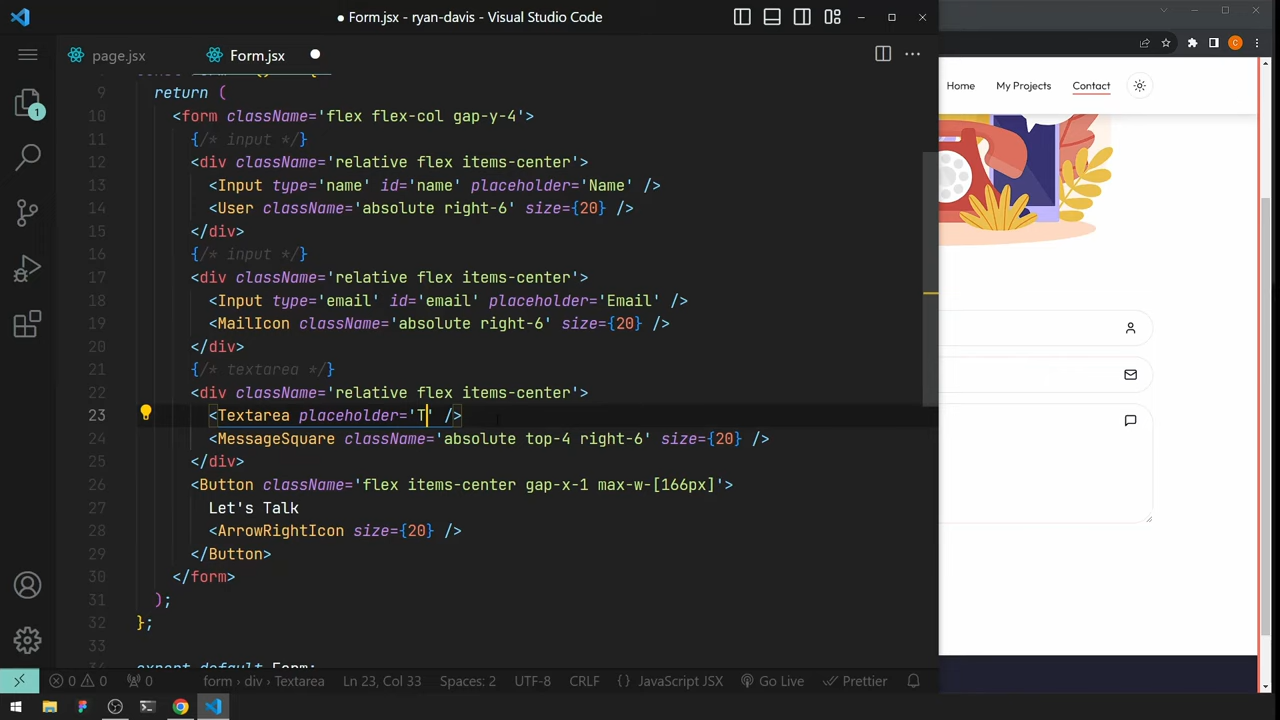 Form.jsx - ryan-davis - Visual Studio Code
page.jsx
Form.jsx
9 return (
10 <form className='flex flex-col gap-y-4'>
11 {/* input */}
12 <div className='relative flex items-center'>
13 <Input type='name' id='name' placeholder='Name' />
14 <User className='absolute right-6' size={20} />
15 </div>
16 {/* input */}
17 <div className='relative flex items-center'>
18 <Input type='email' id='email' placeholder='Email' />
19 <MailIcon className='absolute right-6' size={20} />
20 </div>
21 {/* textarea */}
22 <div className='relative flex items-center'>
23 <Textarea placeholder='T' />
24 <MessageSquare className='absolute top-4 right-6' size={20} />
25 </div>
26 <Button className='flex items-center gap-x-1 max-w-[166px]'>
27 Let's Talk
28 <ArrowRightIcon size={20} />
29 </Button>
30 </form>
31 );
32 };
33
export default Form;
1
form › div › Textarea
Ln 23, Col 33
Spaces: 2
UTF-8
CRLF
{} JavaScript JSX
Go Live
Prettier
0 0 0
Home
My Projects
Contact
C